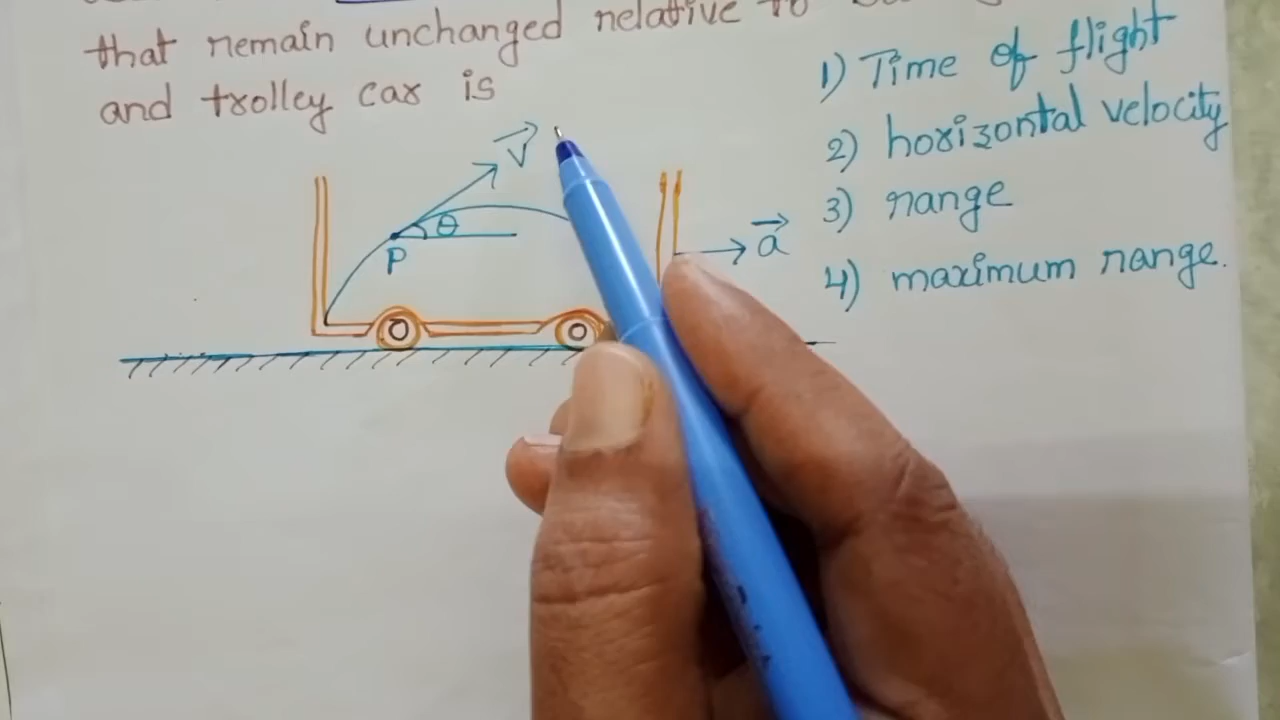 that remain unchanged relative to
and trolley car is
1) Time of flight
2) horizontal velocity
3) range
4) maximum range.
V
θ
P
a